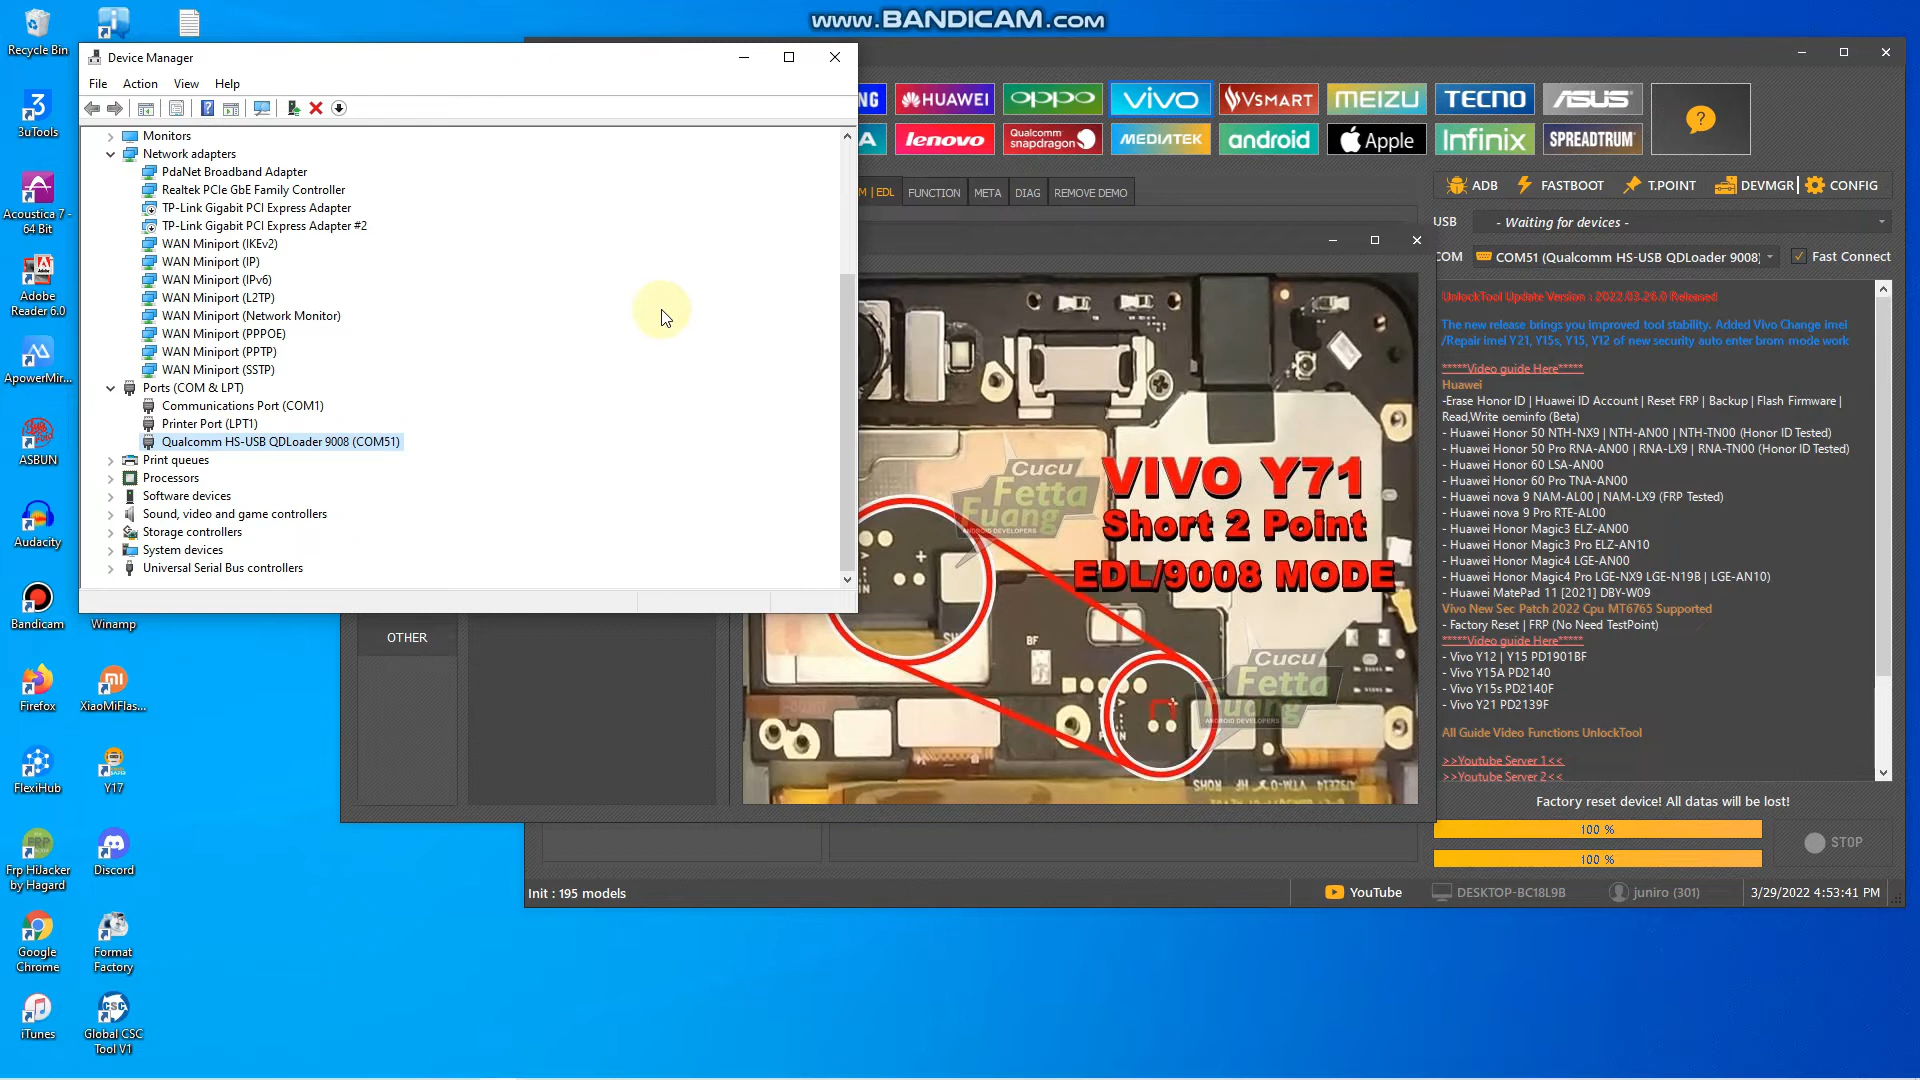 www.BANDICAM.com
Recycle Bin
3uTools
Acoustica 7 -
64 Bit
Adobe
Reader 6.0
ApowerMir...
ASBUN
Audacity
Bandicam
Winamp
Firefox
XiaoMiFlas...
FlexiHub
Y17
Frp HiJacker
by Hagard
Discord
Google
Chrome
Format
Factory
iTunes
Global CSC
Tool V1
Device Manager
File Action View Help
Monitors
Network adapters
PdaNet Broadband Adapter
Realtek PCIe GbE Family Controller
TP-Link Gigabit PCI Express Adapter
TP-Link Gigabit PCI Express Adapter #2
WAN Miniport (IKEv2)
WAN Miniport (IP)
WAN Miniport (IPv6)
WAN Miniport (L2TP)
WAN Miniport (Network Monitor)
WAN Miniport (PPPOE)
WAN Miniport (PPTP)
WAN Miniport (SSTP)
Ports (COM & LPT)
Communications Port (COM1)
Printer Port (LPT1)
Qualcomm HS-USB QDLoader 9008 (COM51)
Print queues
Processors
Software devices
Sound, video and game controllers
Storage controllers
System devices
Universal Serial Bus controllers
OTHER
NG HUAWEI oppo vivo VSMART MEIZU TECNO ASUS
A lenovo Qualcomm snapdragon MEDIATEK android Apple Infinix SPREADTRUM
M | EDL FUNCTION META DIAG REMOVE DEMO
ADB FASTBOOT T.POINT DEVMGR CONFIG
USB - Waiting for devices -
COM COM51 (Qualcomm HS-USB QDLoader 9008) Fast Connect
VIVO Y71
Short 2 Point
EDL/9008 MODE
Cucu
Fetta
Fuang
ANDROID DEVELOPERS
BF
Cucu
Fetta
Fuang
ANDROID DEVELOPERS
UnlockTool Update Version : 2022.03.26.0 Released
The new release brings you improved tool stability. Added Vivo Change imei
/Repair imei Y21, Y15s, Y15, Y12 of new security auto enter brom mode work
*****Video guide Here*****
Huawei
-Erase Honor ID | Huawei ID Account | Reset FRP | Backup | Flash Firmware |
Read,Write oeminfo (Beta)
- Huawei Honor 50 NTH-NX9 | NTH-AN00 | NTH-TN00 (Honor ID Tested)
- Huawei Honor 50 Pro RNA-AN00 | RNA-LX9 | RNA-TN00 (Honor ID Tested)
- Huawei Honor 60 LSA-AN00
- Huawei Honor 60 Pro TNA-AN00
- Huawei nova 9 NAM-AL00 | NAM-LX9 (FRP Tested)
- Huawei nova 9 Pro RTE-AL00
- Huawei Honor Magic3 ELZ-AN00
- Huawei Honor Magic3 Pro ELZ-AN10
- Huawei Honor Magic4 LGE-AN00
- Huawei Honor Magic4 Pro LGE-NX9 LGE-N19B | LGE-AN10)
- Huawei MatePad 11 [2021] DBY-W09
Vivo New Sec Patch 2022 Cpu MT6765 Supported
- Factory Reset | FRP (No Need TestPoint)
*****Video guide Here*****
- Vivo Y12 | Y15 PD1901BF
- Vivo Y15A PD2140
- Vivo Y15s PD2140F
- Vivo Y21 PD2139F
All Guide Video Functions UnlockTool
>>Youtube Server 1<<
>>Youtube Server 2<<
Factory reset device! All datas will be lost!
100 %
100 %
STOP
Init : 195 models
YouTube DESKTOP-BC18L9B juniro (301) 3/29/2022 4:53:41 PM